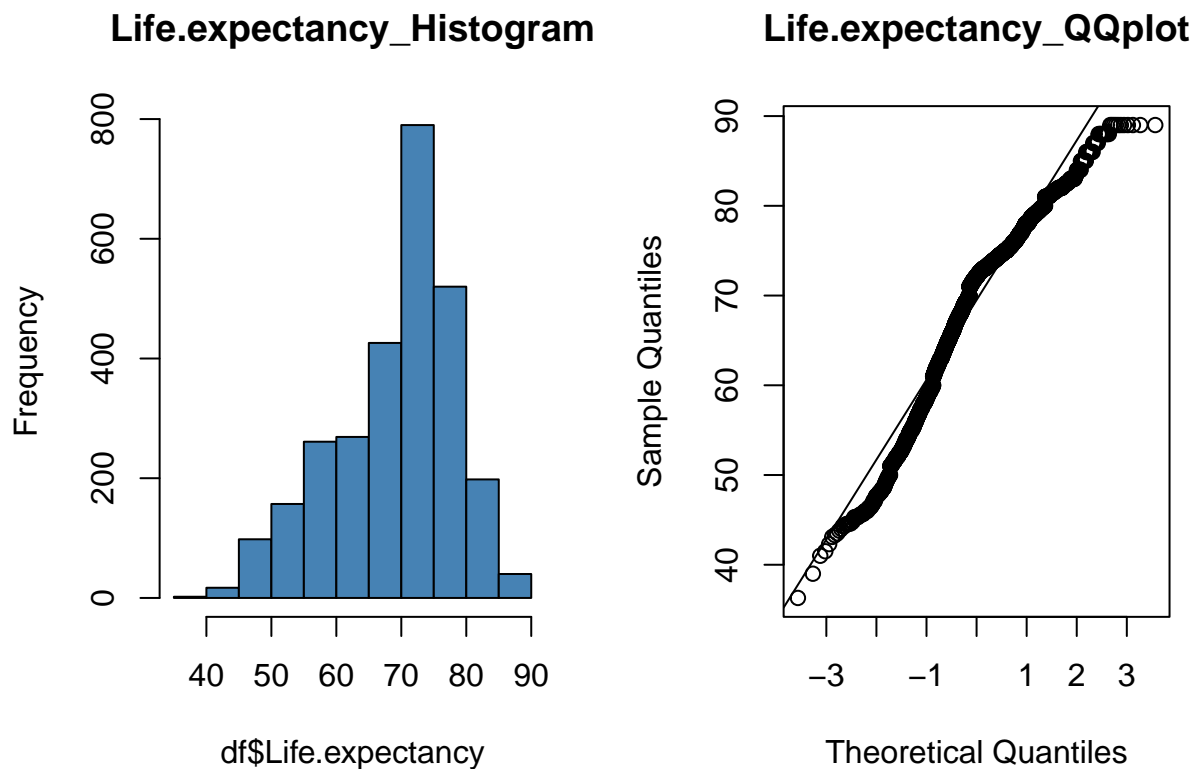 Life.expectancy_Histogram
Frequency
0
200
400
600
800
40 50 60 70 80 90
df$Life.expectancy
Life.expectancy_QQplot
Sample Quantiles
40
50
60
70
80
90
−3 −1 1 2 3
Theoretical Quantiles